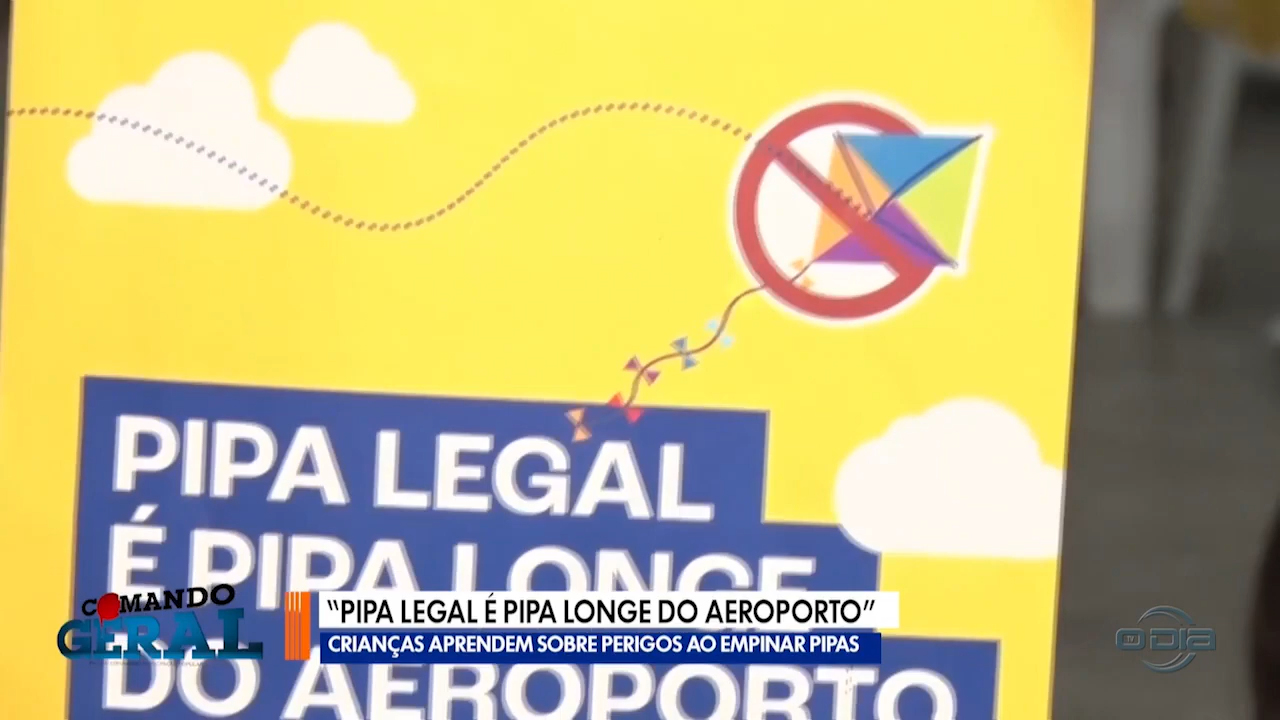 PIPA LEGAL
É PIPA LONGE
DO AEROPORTO
COMANDO
GERAL
“PIPA LEGAL É PIPA LONGE DO AEROPORTO”
CRIANÇAS APRENDEM SOBRE PERIGOS AO EMPINAR PIPAS
O DIA